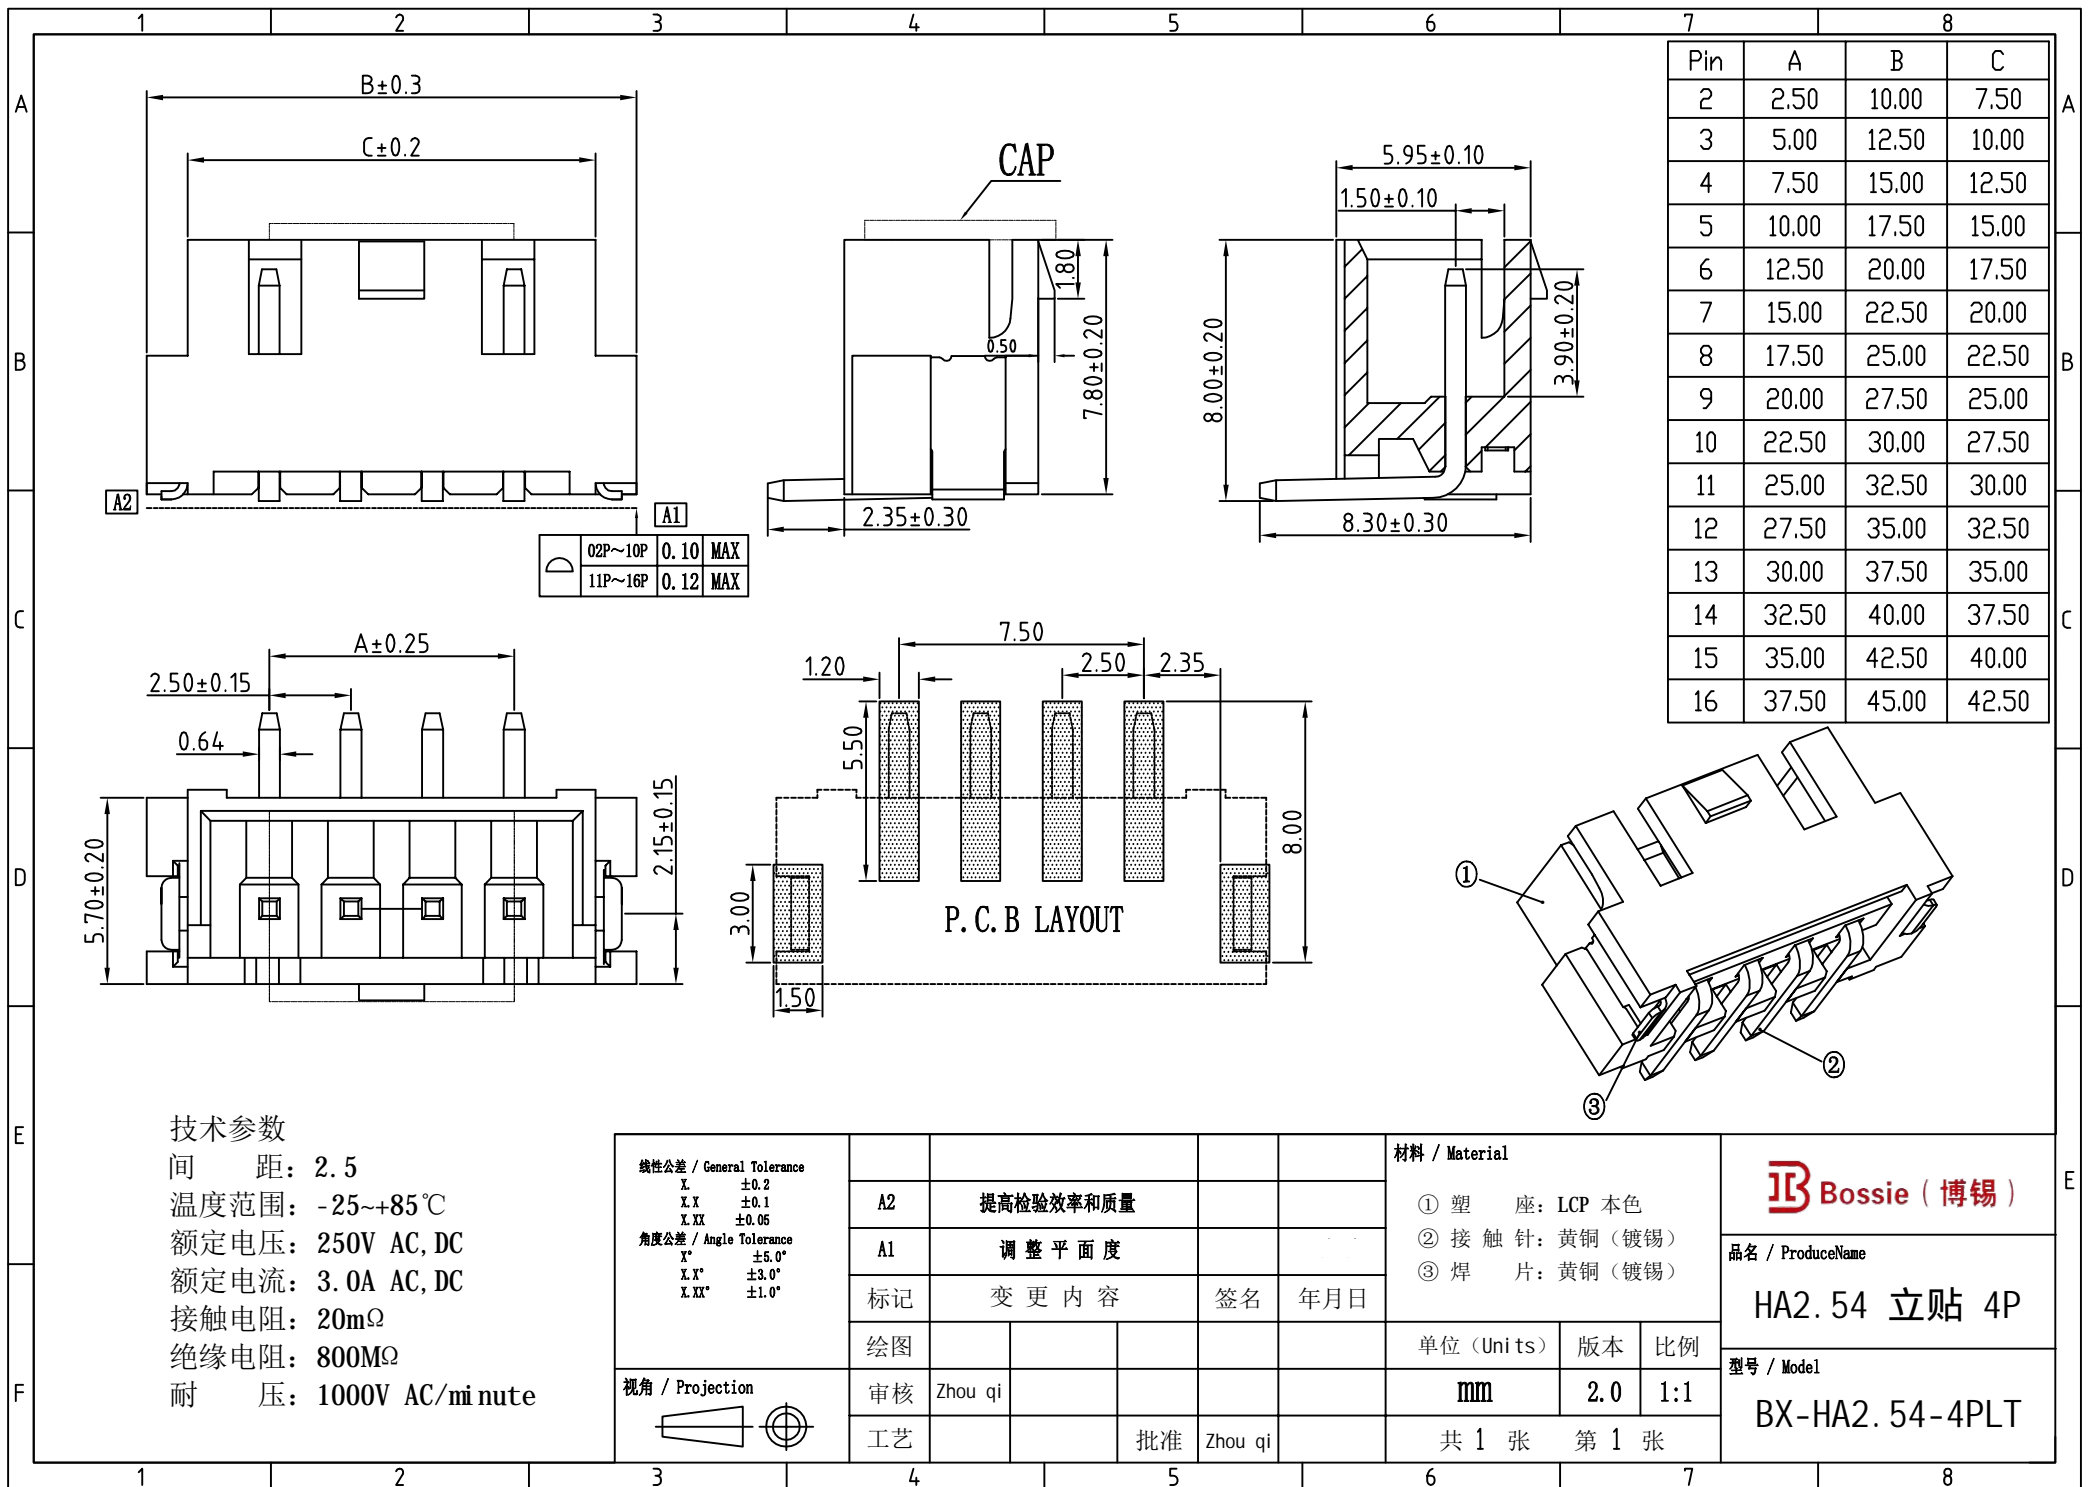 1 2 3 4 5 6 7 8
A
B
C
D
E
F
A
B
C
D
E
B±0.3
C±0.2
A2
A1
02P~10P 0.10 MAX
11P~16P 0.12 MAX
CAP
1.80
0.50
7.80±0.20
2.35±0.30
5.95±0.10
1.50±0.10
8.00±0.20
3.90±0.20
8.30±0.30
Pin A B C
2 2.50 10.00 7.50
3 5.00 12.50 10.00
4 7.50 15.00 12.50
5 10.00 17.50 15.00
6 12.50 20.00 17.50
7 15.00 22.50 20.00
8 17.50 25.00 22.50
9 20.00 27.50 25.00
10 22.50 30.00 27.50
11 25.00 32.50 30.00
12 27.50 35.00 32.50
13 30.00 37.50 35.00
14 32.50 40.00 37.50
15 35.00 42.50 40.00
16 37.50 45.00 42.50
A±0.25
2.50±0.15
0.64
5.70±0.20
2.15±0.15
7.50
1.20
2.50
2.35
5.50
8.00
3.00
1.50
P.C.B LAYOUT
①
②
③
技术参数
间 距：2.5
温度范围：-25~+85℃
额定电压：250V AC,DC
额定电流：3.0A AC,DC
接触电阻：20mΩ
绝缘电阻：800MΩ
耐 压：1000V AC/minute
线性公差 / General Tolerance
X. ±0.2
X.X ±0.1
X.XX ±0.05
角度公差 / Angle Tolerance
X° ±5.0°
X.X° ±3.0°
X.XX° ±1.0°
视角 / Projection
A2 提高检验效率和质量
A1 调整平面度
标记 变更内容 签名 年月日
绘图
审核 Zhou qi
工艺 批准 Zhou qi
材料 / Material
① 塑 座：LCP 本色
② 接触针：黄铜（镀锡）
③ 焊 片：黄铜（镀锡）
单位（Units） 版本 比例
mm 2.0 1:1
共 1 张 第 1 张
Bossie（博锡）
品名 / ProduceName
HA2.54 立贴 4P
型号 / Model
BX-HA2.54-4PLT
1 2 3 4 5 6 7 8